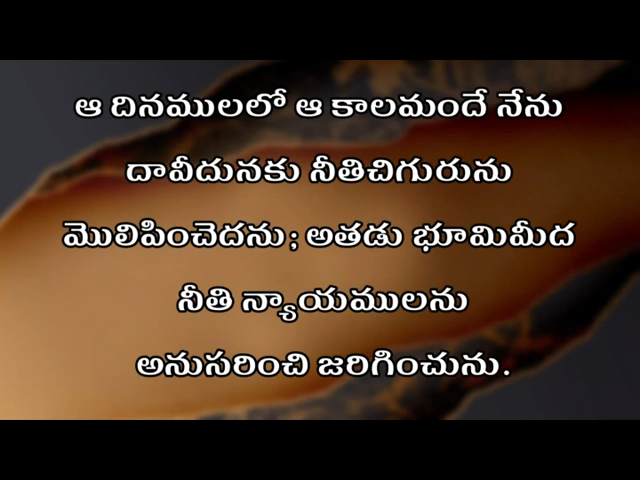 ఆ దినములలో ఆ కాలమందే నేను
దావీదునకు నీతిచిగురును
మొలిపించెదను; అతడు భూమిమీద
నీతి న్యాయములను
అనుసరించి జరిగించును.